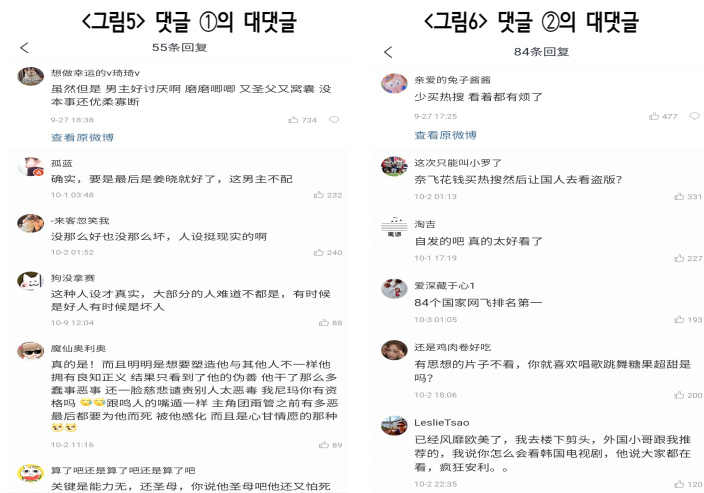 <그림5> 댓글 ①의 대댓글
55条回复
想做幸运的v琦琦v
虽然但是 男主好讨厌啊 磨磨唧唧 又圣父又窝囊 没
本事还优柔寡断
9-27 18:38
734
查看原微博
孤蓝
确实，要是最后是姜晓就好了，这男主不配
10-1 03:48
232
-来客忽笑我
没那么好也没那么坏，人设挺现实的啊
10-2 01:52
240
狗没拿赛
这种人设才真实，大部分的人难道不都是，有时候
是好人有时候是坏人
10-9 12:04
88
魔仙奥利奥
真的是！而且明明是想要塑造他与其他人不一样他
拥有良知正义 结果只看到了他的伪善 他干了那么多
蠢事恶事 还一脸慈悲谴责别人太恶毒 我尼玛你有资
格吗 跟鸣人的嘴遁一样 主角团甭管之前有多恶
最后都要为他而死 被他感化 而且是心甘情愿的那种
10-2 11:16
89
算了吧还是算了吧还是算了吧
关键是能力无，还圣母，你说他圣母吧他还又怕死
<그림6> 댓글 ②의 대댓글
84条回复
亲爱的兔子酱酱
少买热搜 看着都有烦了
9-27 17:25
477
查看原微博
这次只能叫小罗了
奈飞花钱买热搜然后让国人去看盗版？
10-2 01:13
331
淘吉
自发的吧 真的太好看了
10-1 17:19
227
爱深藏于心1
84个国家网飞排名第一
10-3 01:05
193
还是鸡肉卷好吃
有思想的片子不看，你就喜欢唱歌跳舞糖果超甜是
吗？
10-2 18:06
200
LeslieTsao
已经风靡欧美了，我去楼下剪头，外国小哥跟我推
荐的，我说你怎么会看韩国电视剧，他说大家都在
看，疯狂安利。。
10-2 22:35
120